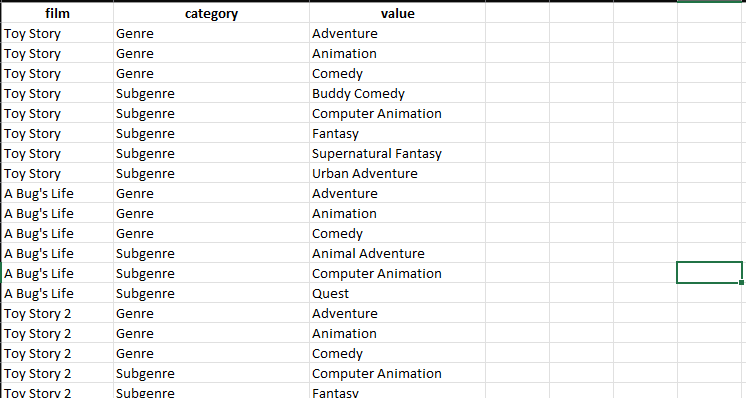 film category value
Toy Story Genre Adventure
Toy Story Genre Animation
Toy Story Genre Comedy
Toy Story Subgenre Buddy Comedy
Toy Story Subgenre Computer Animation
Toy Story Subgenre Fantasy
Toy Story Subgenre Supernatural Fantasy
Toy Story Subgenre Urban Adventure
A Bug's Life Genre Adventure
A Bug's Life Genre Animation
A Bug's Life Genre Comedy
A Bug's Life Subgenre Animal Adventure
A Bug's Life Subgenre Computer Animation
A Bug's Life Subgenre Quest
Toy Story 2 Genre Adventure
Toy Story 2 Genre Animation
Toy Story 2 Genre Comedy
Toy Story 2 Subgenre Computer Animation
Toy Story 2 Subgenre Fantasy